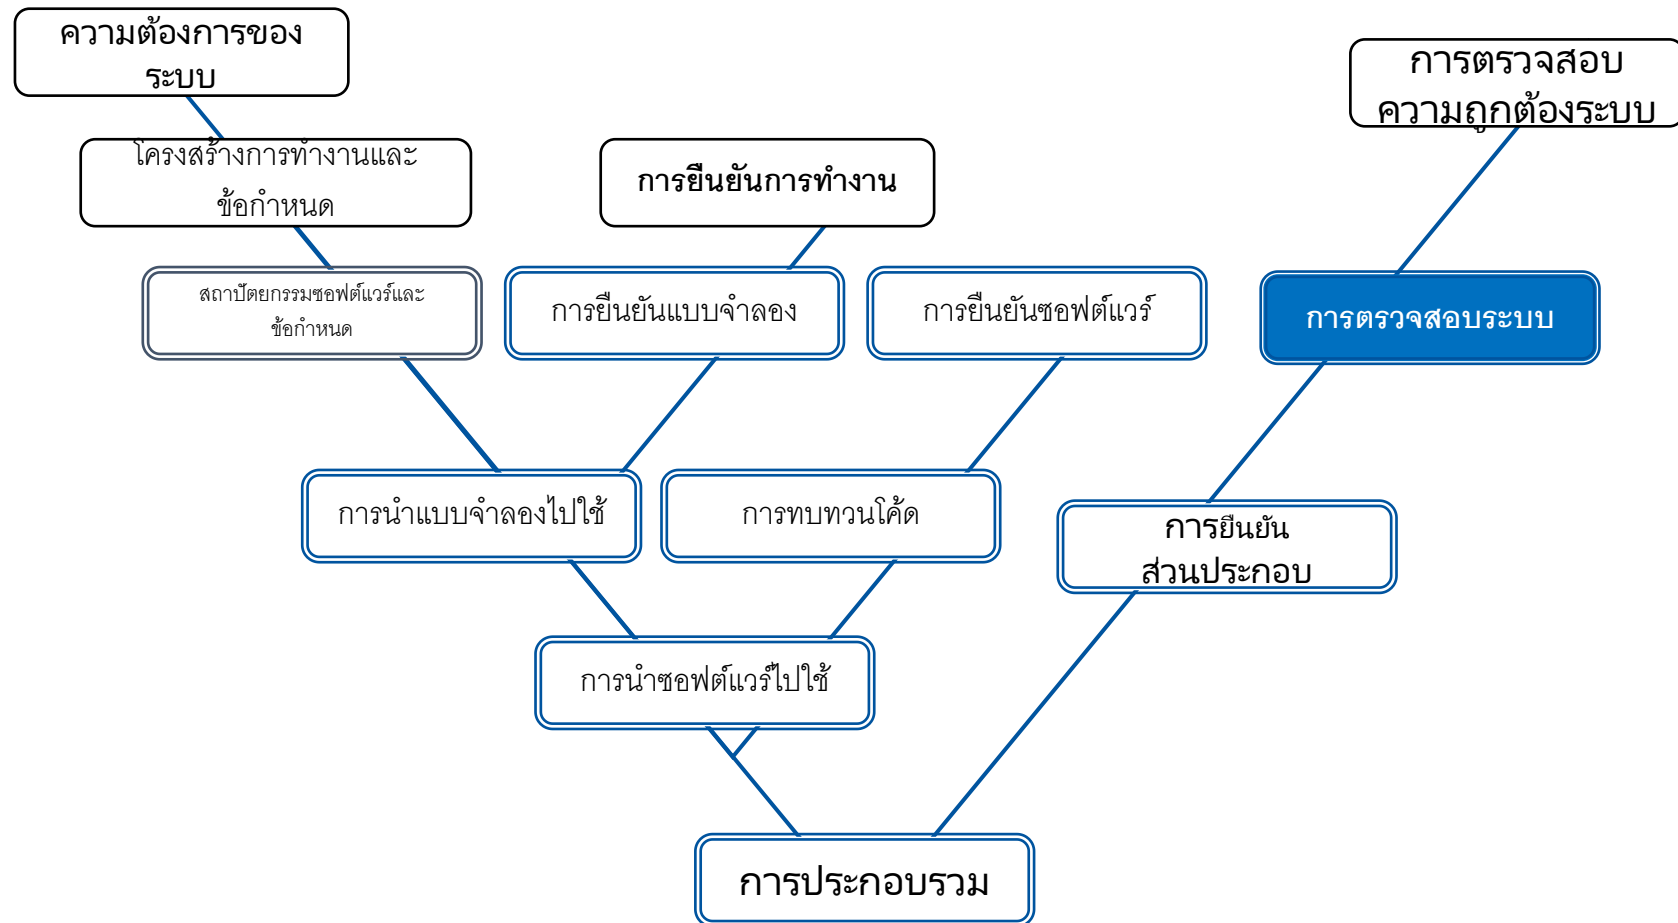 ความต้องการของ
ระบบ
การตรวจสอบ
ความถูกต้องระบบ
โครงสร้างการทำงานและ
ข้อกำหนด
การยืนยันการทำงาน
สถาปัตยกรรมซอฟต์แวร์และ
ข้อกำหนด
การยืนยันแบบจำลอง
การยืนยันซอฟต์แวร์
การตรวจสอบระบบ
การนำแบบจำลองไปใช้
การทบทวนโค้ด
การยืนยัน
ส่วนประกอบ
การนำซอฟต์แวร์ไปใช้
การประกอบรวม